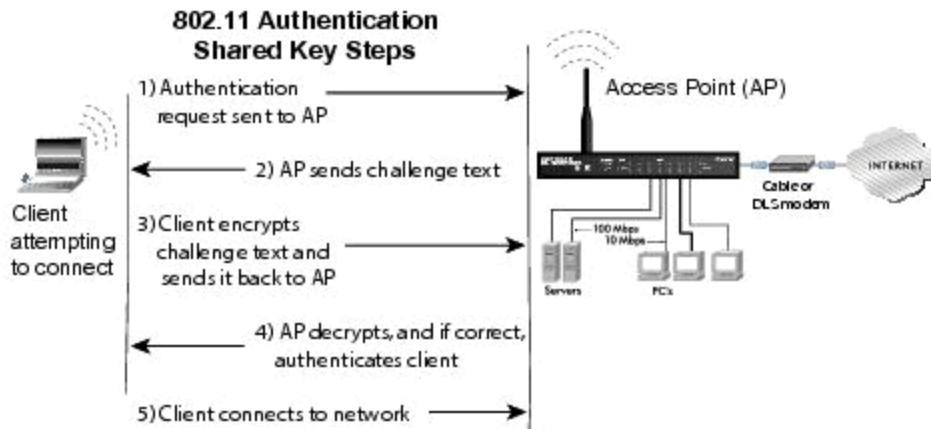 802.11 Authentication
Shared Key Steps
1) Authentication
request sent to AP
Access Point (AP)
2) AP sends challenge text
INTERNET
Cable or
DLS modem
Client
attempting
to connect
3) Client encrypts
challenge text and
sends it back to AP
100 Mbps
10 Mbps
Servers
PC's
4) AP decrypts, and if correct,
authenticates client
5) Client connects to network